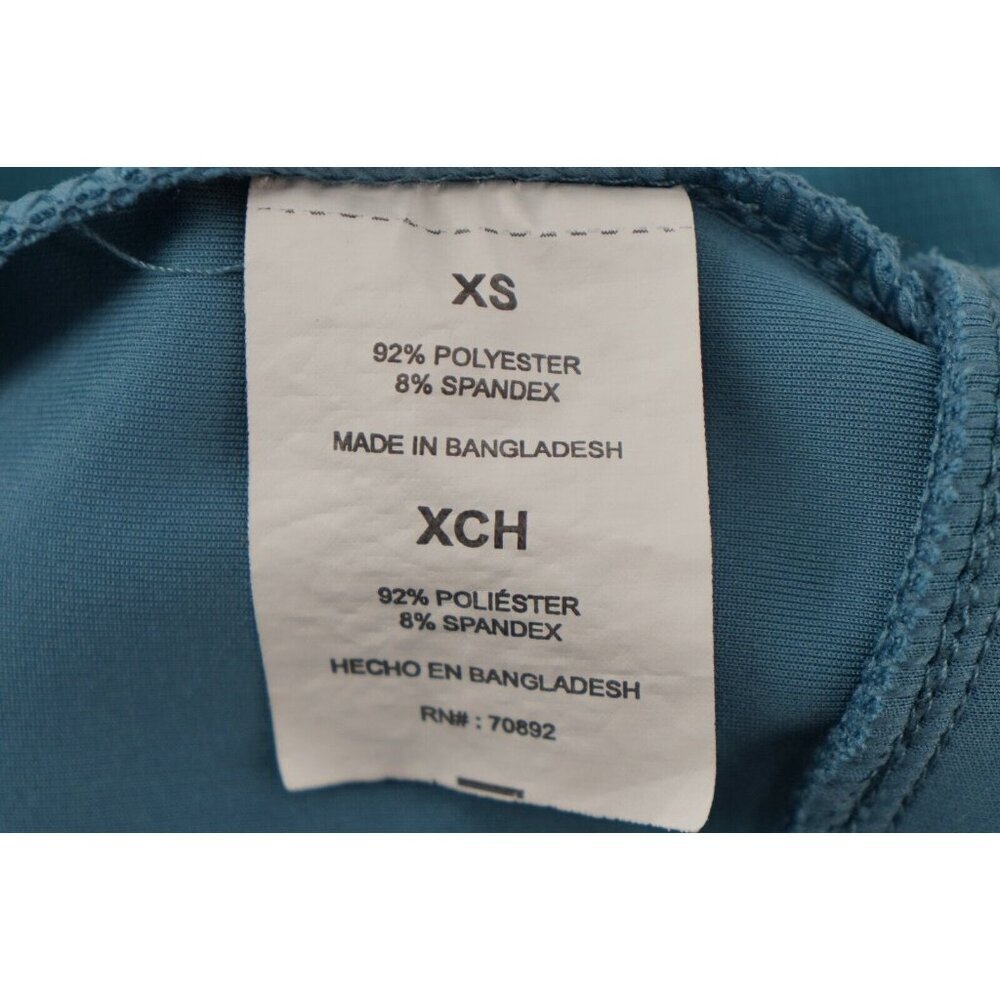 XS
92% POLYESTER
8% SPANDEX
MADE IN BANGLADESH
XCH
92% POLIÉSTER
8% SPANDEX
HECHO EN BANGLADESH
RN# : 70892